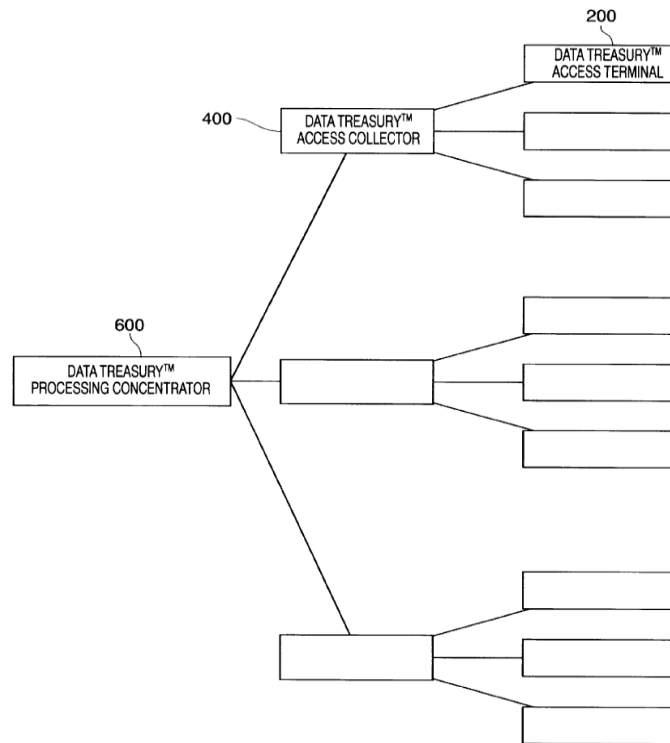 200
DATA TREASURY™
ACCESS TERMINAL
400
DATA TREASURY™
ACCESS COLLECTOR
600
DATA TREASURY™
PROCESSING CONCENTRATOR